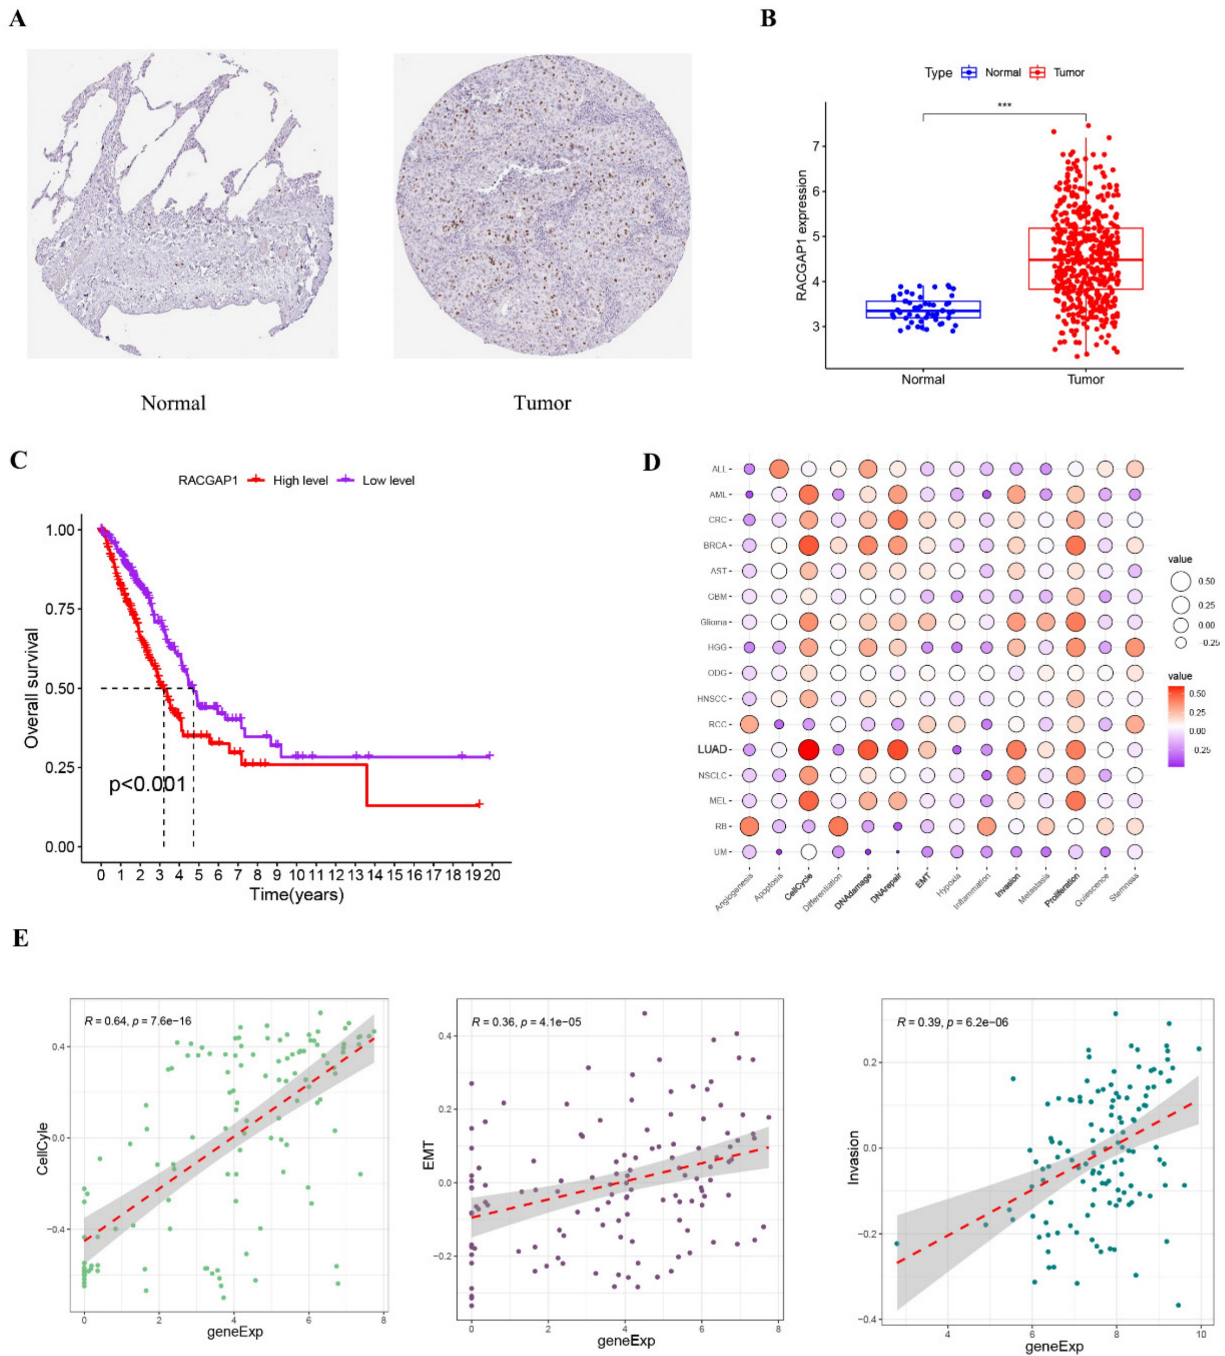 A
B
Normal
Tumor
Type Normal Tumor
***
RACGAP1 expression
7
6
5
4
3
Normal
Tumor
C
RACGAP1 High level Low level
Overall survival
1.00
0.75
0.50
0.25
0.00
p<0.001
0 1 2 3 4 5 6 7 8 9 10 11 12 13 14 15 16 17 18 19 20
Time(years)
D
ALL
AML
CRC
BRCA
AST
GBM
Glioma
HGG
ODG
HNSCC
RCC
LUAD
NSCLC
MEL
RB
UM
Angiogenesis
Apoptosis
CellCycle
Differentiation
DNAdamage
DNArepair
EMT
Hypoxia
Inflammation
Invasion
Metastasis
Proliferation
Quiescence
Stemness
value
0.50
0.25
0.00
-0.25
value
0.50
0.25
0.00
0.25
E
R = 0.64, p = 7.6e-16
CellCyle
0.4
0.0
-0.4
0 2 4 6 8
geneExp
R = 0.36, p = 4.1e-05
EMT
0.4
0.2
0.0
-0.2
0 2 4 6 8
geneExp
R = 0.39, p = 6.2e-06
Invasion
0.2
0.0
-0.2
-0.4
4 6 8 10
geneExp